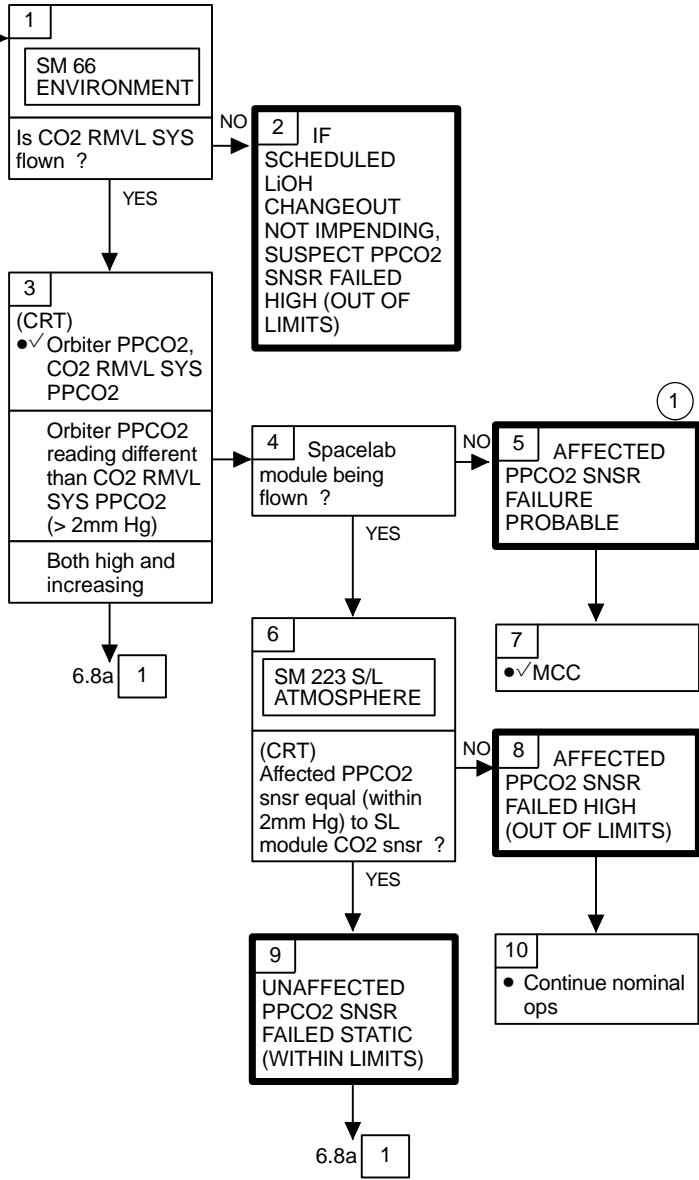 1
SM 66
ENVIRONMENT
Is CO2 RMVL SYS
flown ?
NO
YES
2 IF
SCHEDULED
LiOH
CHANGEOUT
NOT IMPENDING,
SUSPECT PPCO2
SNSR FAILED
HIGH (OUT OF
LIMITS)
3
(CRT)
●√ Orbiter PPCO2,
CO2 RMVL SYS
PPCO2
Orbiter PPCO2
reading different
than CO2 RMVL
SYS PPCO2
(> 2mm Hg)
Both high and
increasing
6.8a 1
4 Spacelab
module being
flown ?
NO
YES
1
5 AFFECTED
PPCO2 SNSR
FAILURE
PROBABLE
7
●√ MCC
6
SM 223 S/L
ATMOSPHERE
(CRT)
Affected PPCO2
snsr equal (within
2mm Hg) to SL
module CO2 snsr ?
NO
YES
8 AFFECTED
PPCO2 SNSR
FAILED HIGH
(OUT OF LIMITS)
10
● Continue nominal
ops
9
UNAFFECTED
PPCO2 SNSR
FAILED STATIC
(WITHIN LIMITS)
6.8a 1